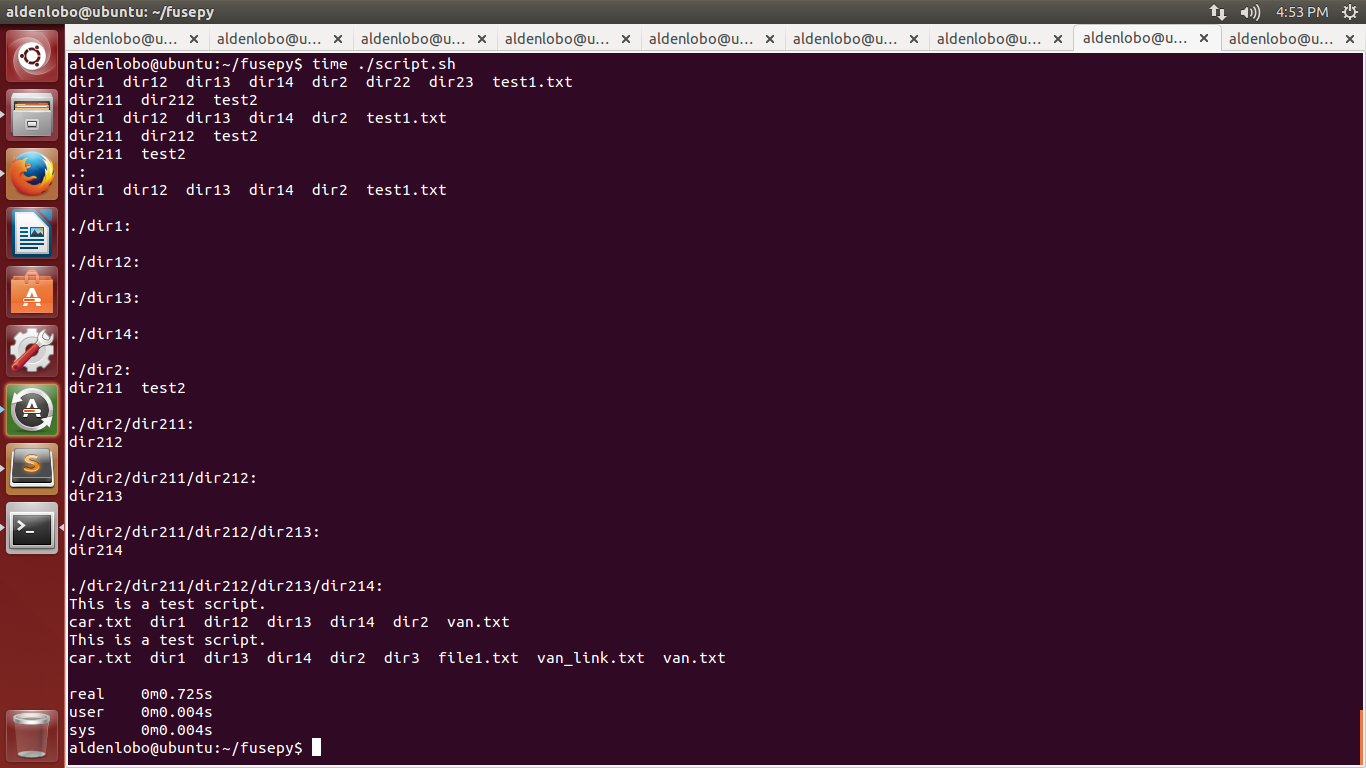 aldenlobo@ubuntu: ~/fusepy
4:53 PM
aldenlobo@u... × aldenlobo@u... × aldenlobo@u... × aldenlobo@u... × aldenlobo@u... × aldenlobo@u... × aldenlobo@u... × aldenlobo@u... × aldenlobo@u... ×
aldenlobo@ubuntu:~/fusepy$ time ./script.sh
dir1  dir12  dir13  dir14  dir2  dir22  dir23  test1.txt
dir211  dir212  test2
dir1  dir12  dir13  dir14  dir2  test1.txt
dir211  dir212  test2
dir211  test2
.:
dir1  dir12  dir13  dir14  dir2  test1.txt
./dir1:
./dir12:
./dir13:
./dir14:
./dir2:
dir211  test2
./dir2/dir211:
dir212
./dir2/dir211/dir212:
dir213
./dir2/dir211/dir212/dir213:
dir214
./dir2/dir211/dir212/dir213/dir214:
This is a test script.
car.txt  dir1  dir12  dir13  dir14  dir2  van.txt
This is a test script.
car.txt  dir1  dir13  dir14  dir2  dir3  file1.txt  van_link.txt  van.txt
real    0m0.725s
user    0m0.004s
sys     0m0.004s
aldenlobo@ubuntu:~/fusepy$